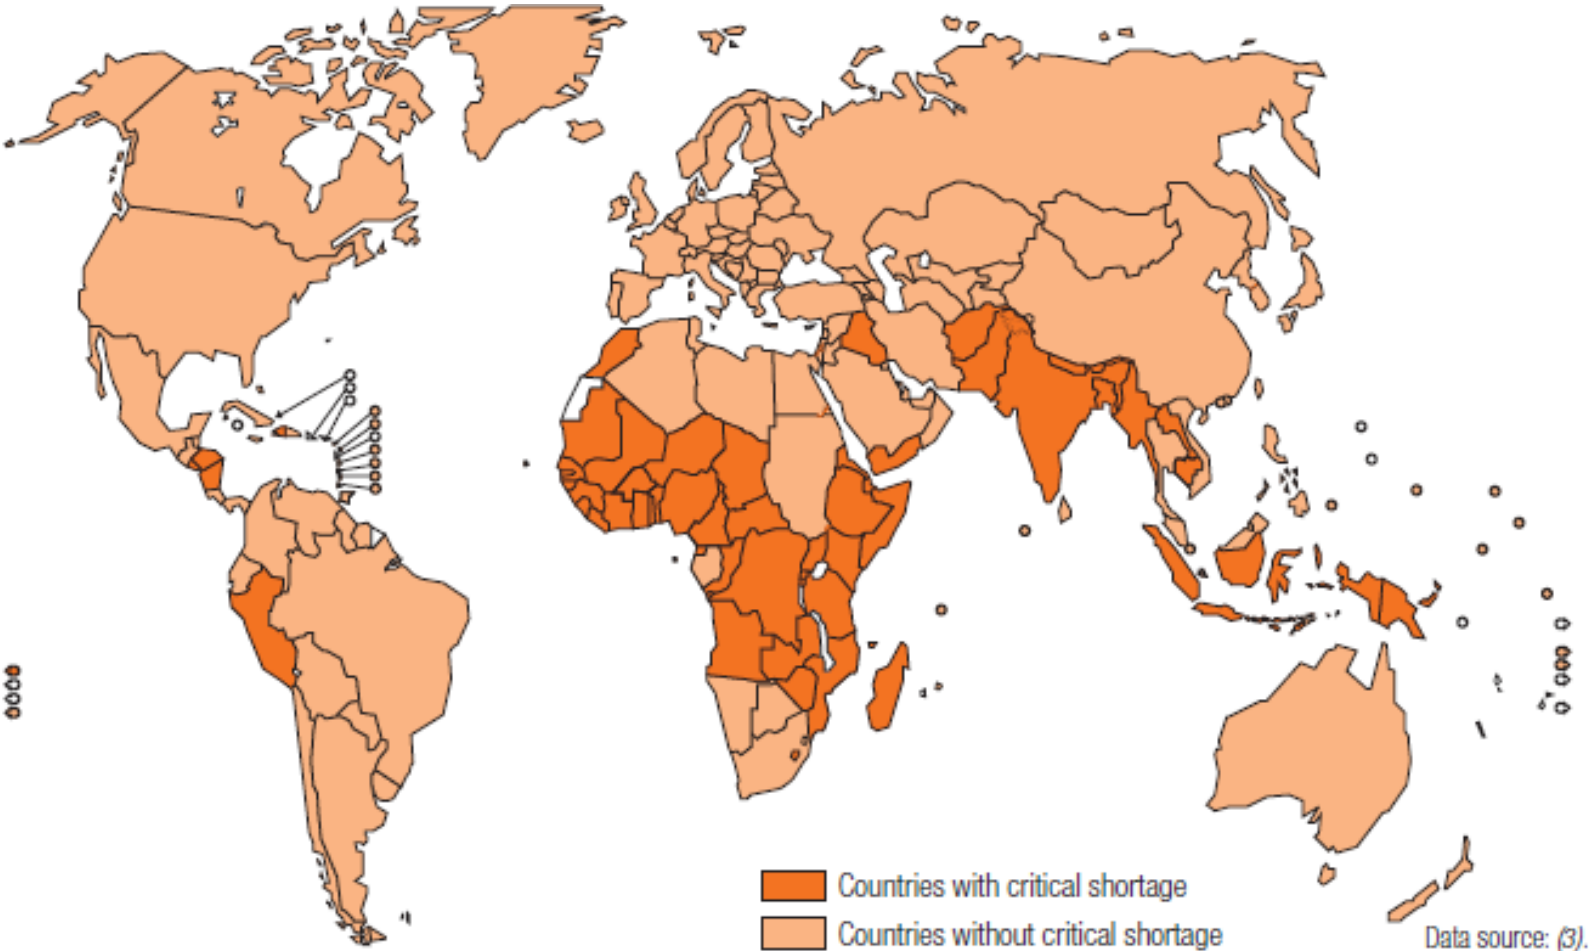 Countries with critical shortage
Countries without critical shortage
Data source: (3).